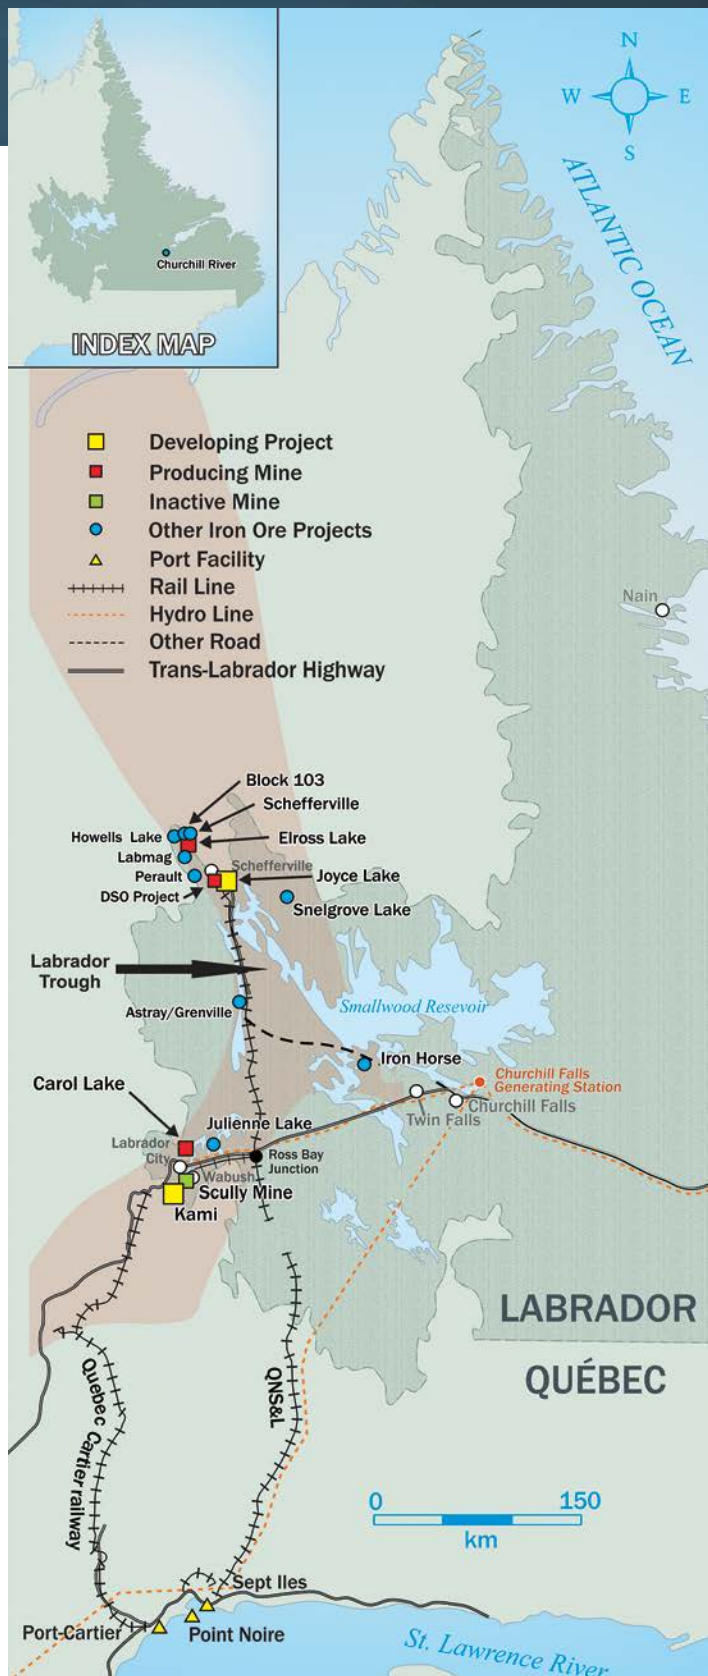 Churchill River
INDEX MAP
N
W
E
S
ATLANTIC OCEAN
Developing Project
Producing Mine
Inactive Mine
Other Iron Ore Projects
Port Facility
Rail Line
Hydro Line
Other Road
Trans-Labrador Highway
Nain
Block 103
Schefferville
Howells Lake
Elross Lake
Labmag
Schefferville
Perault
Joyce Lake
DSO Project
Snelgrove Lake
Labrador
Trough
Astray/Grenville
Smallwood Resevoir
Iron Horse
Churchill Falls
Generating Station
Carol Lake
Churchill Falls
Twin Falls
Julienne Lake
Labrador
City
Ross Bay
Junction
Wabush
Scully Mine
Kami
LABRADOR
QUÉBEC
Quebec Cartier railway
QNS&L
0
150
km
Sept Iles
Port-Cartier
Point Noire
St. Lawrence River